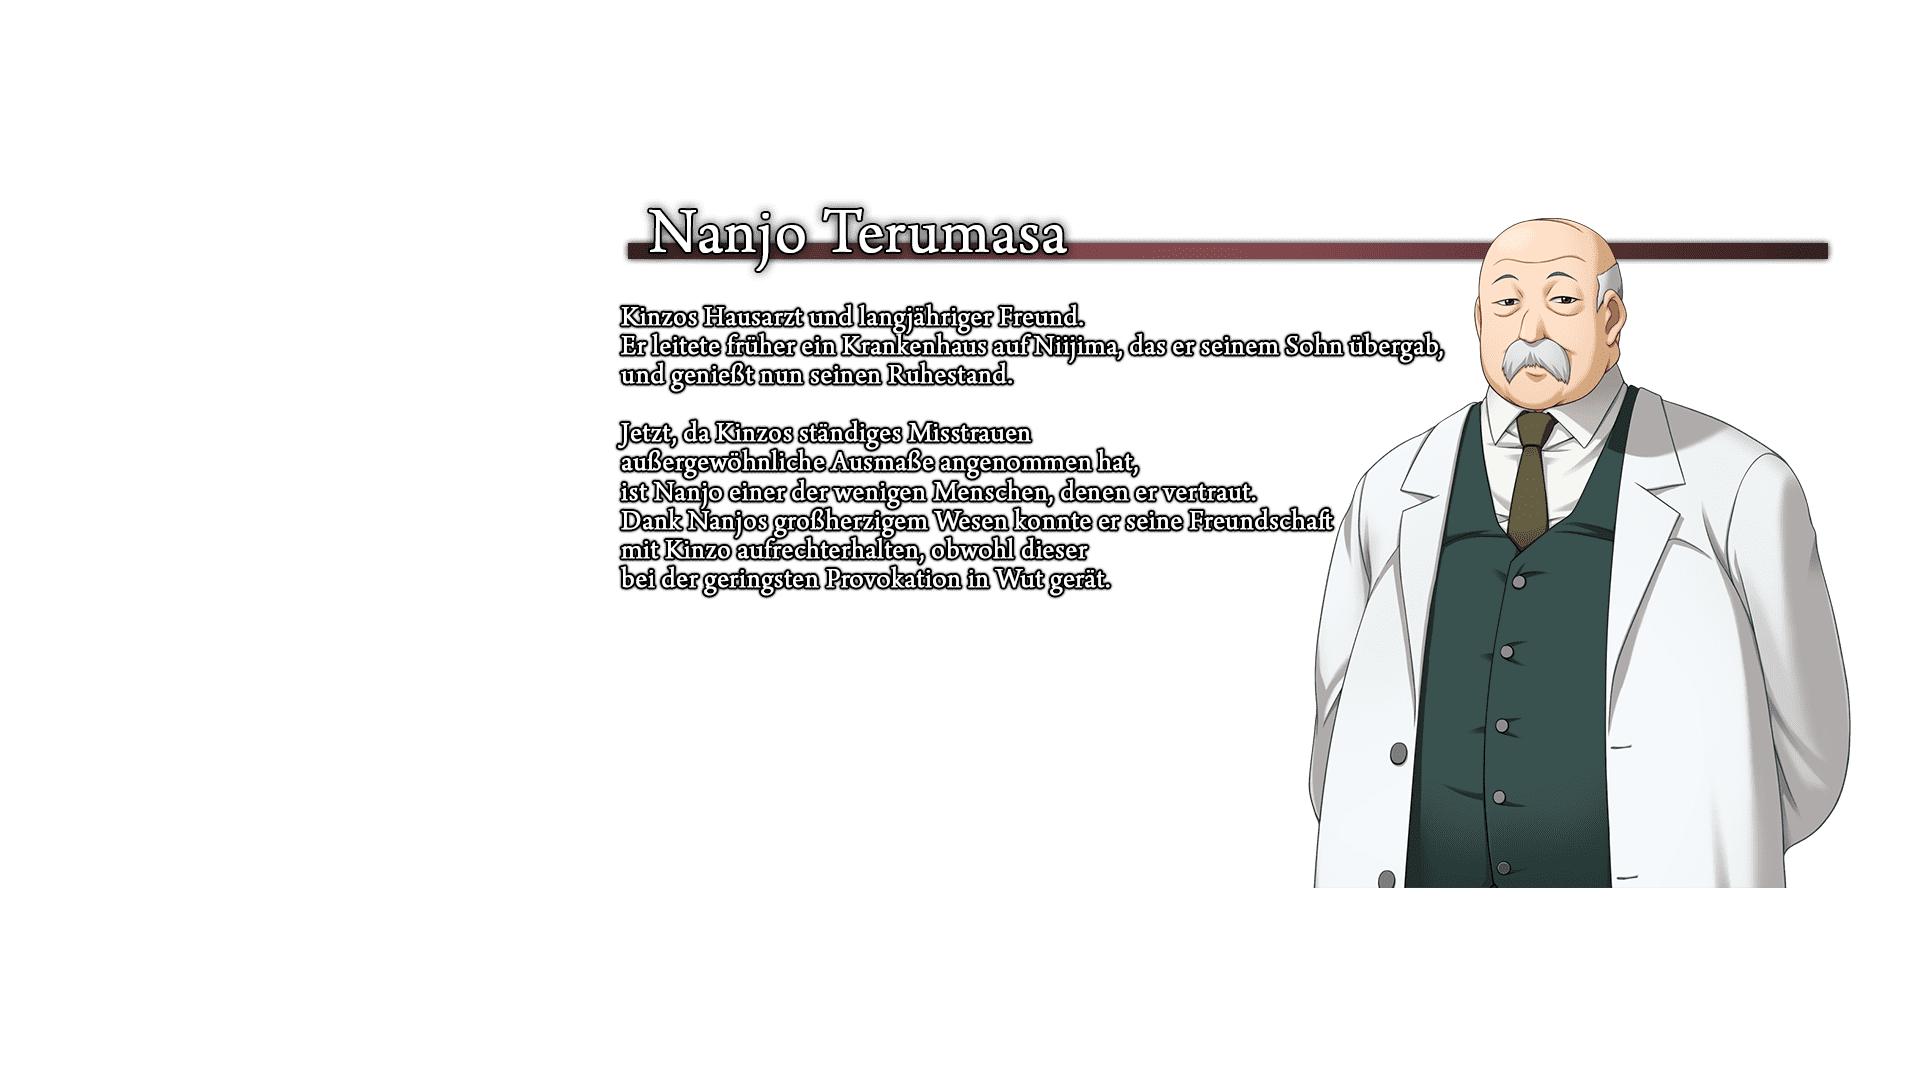 Nanjo Terumasa
Kinzos Hausarzt und langjähriger Freund.
Er leitete früher ein Krankenhaus auf Niijima, das er seinem Sohn übergab,
und genießt nun seinen Ruhestand.
Jetzt, da Kinzos ständiges Misstrauen
außergewöhnliche Ausmaße angenommen hat,
ist Nanjo einer der wenigen Menschen, denen er vertraut.
Dank Nanjos großherzigem Wesen konnte er seine Freundschaft
mit Kinzo aufrechterhalten, obwohl dieser
bei der geringsten Provokation in Wut gerät.